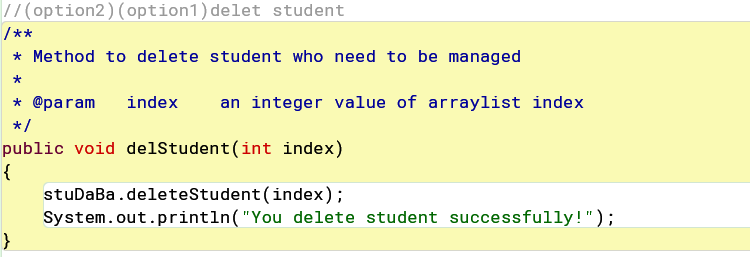 //(option2)(option1)delet student
/**
 * Method to delete student who need to be managed
 *
 * @param   index    an integer value of arraylist index
 */
public void delStudent(int index)
{
    stuDaBa.deleteStudent(index);
    System.out.println("You delete student successfully!");
}